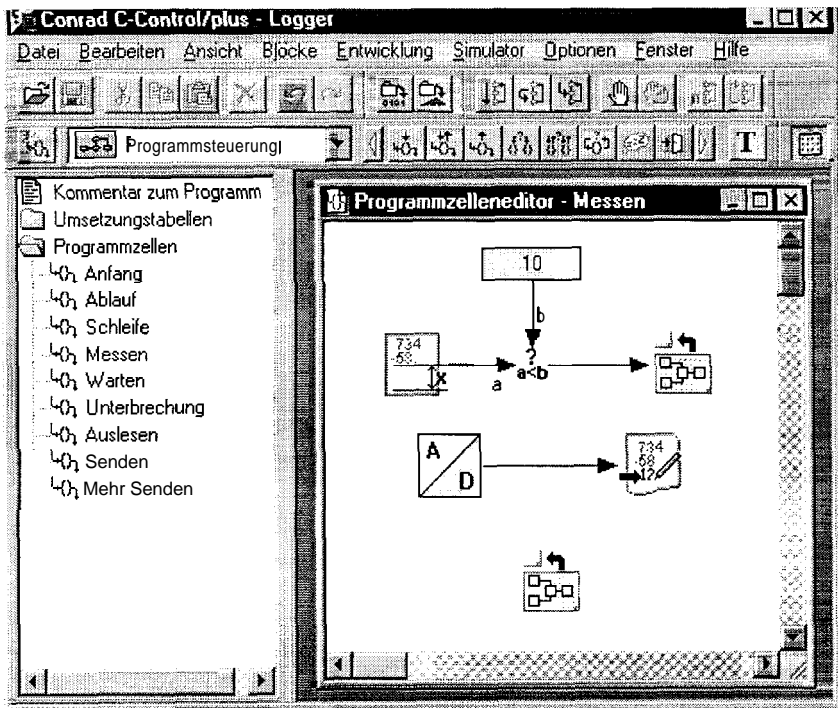 Conrad C-Control/plus - Logger
Datei Bearbeiten Ansicht Blöcke Entwicklung Simulator Optionen Fenster Hilfe
0101
Programmsteuerung
T
Kommentar zum Programm
Umsetzungstabellen
Programmzellen
Anfang
Ablauf
Schleife
Messen
Warten
Unterbrechung
Auslesen
Senden
Mehr Senden
Programmzelleneditor - Messen
10
b
734
-58
x
a
?
a<b
A
D
734
-58
12